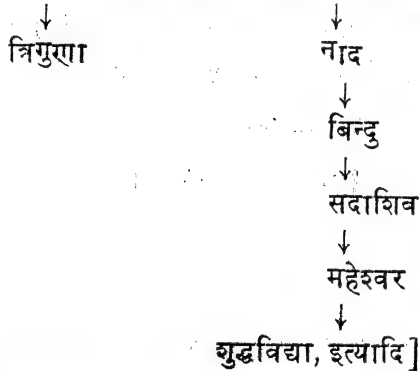 ↓ ↓
त्रिगुणा नाद
↓
बिन्दु
↓
सदाशिव
↓
महेश्वर
↓
शुद्धविद्या, इत्यादि]